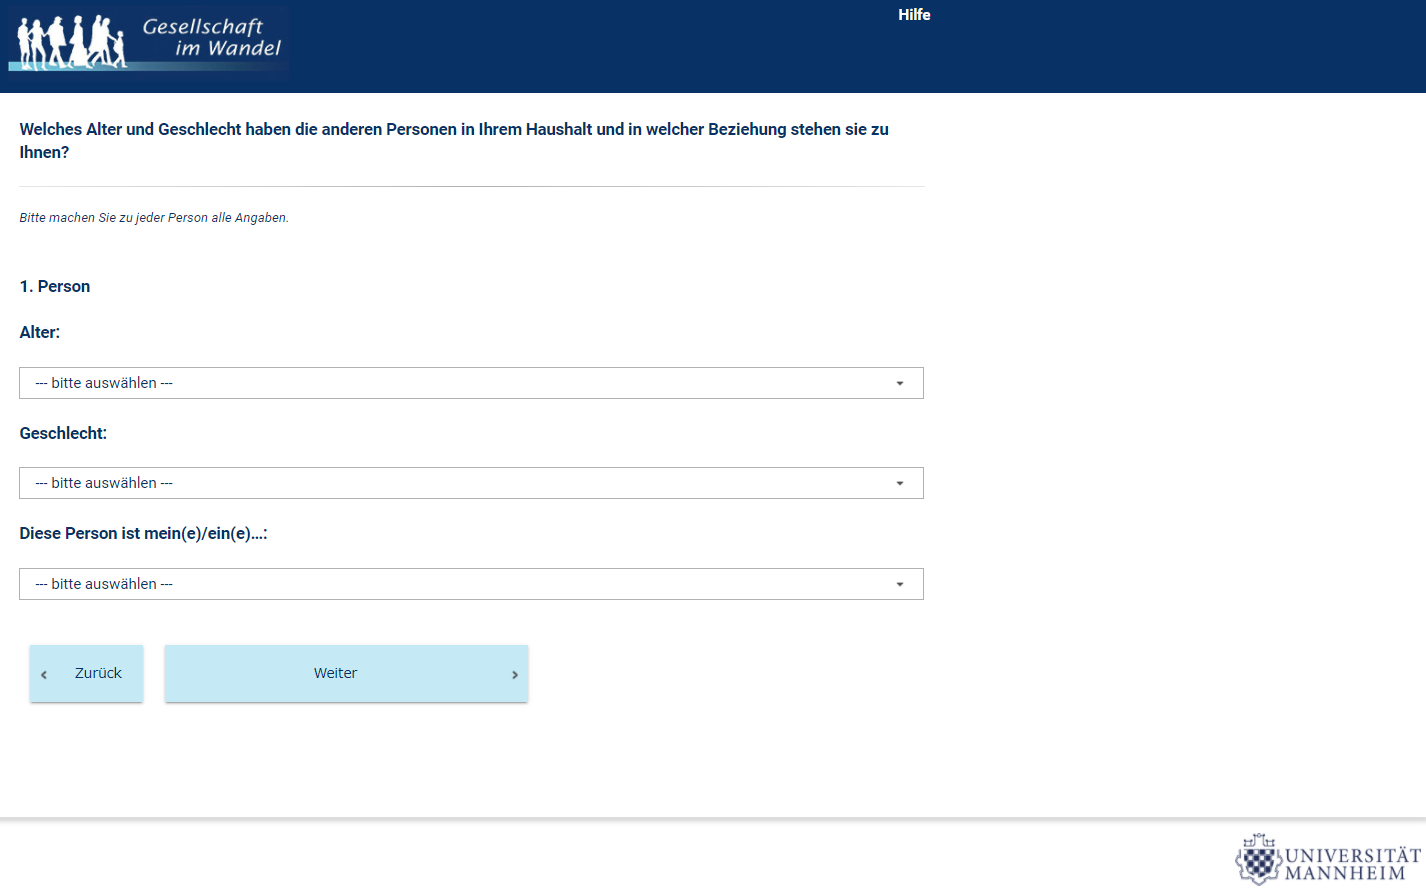 Gesellschaft
im Wandel
Hilfe
Welches Alter und Geschlecht haben die anderen Personen in Ihrem Haushalt und in welcher Beziehung stehen sie zu
Ihnen?
Bitte machen Sie zu jeder Person alle Angaben.
1. Person
Alter:
--- bitte auswählen ---
Geschlecht:
--- bitte auswählen ---
Diese Person ist mein(e)/ein(e)...:
--- bitte auswählen ---
Zurück
Weiter
UNIVERSITÄT
MANNHEIM